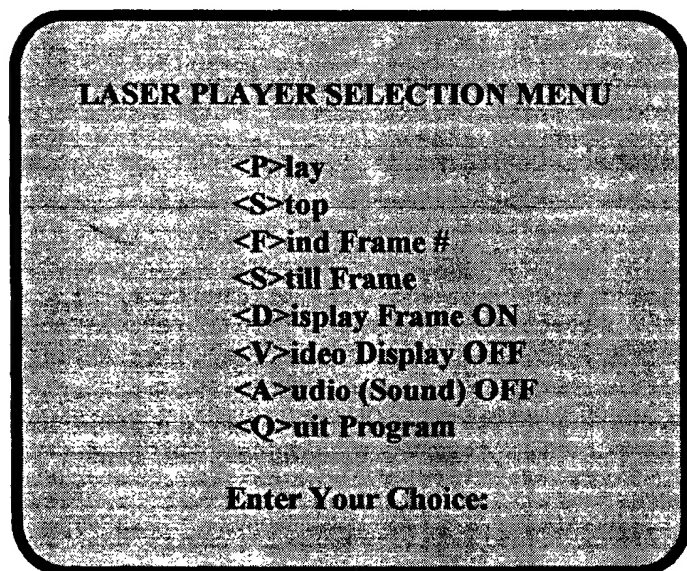 LASER PLAYER SELECTION MENU
<P>lay
<S>top
<F>ind Frame #
<S>till Frame
<D>isplay Frame ON
<V>ideo Display OFF
<A>udio (Sound) OFF
<Q>uit Program
Enter Your Choice: